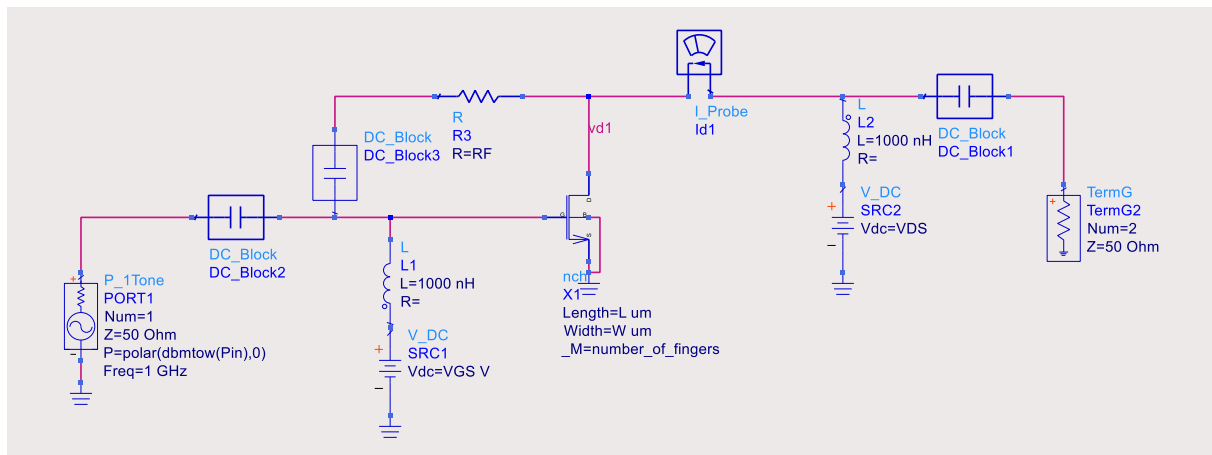 I_Probe
Id1
R
R3
R=RF
DC_Block
DC_Block3
vd1
L
L2
L=1000 nH
R=
DC_Block
DC_Block1
V_DC
SRC2
Vdc=VDS
+
−
TermG
TermG2
Num=2
Z=50 Ohm
+
DC_Block
DC_Block2
D
G
B
S
nch
X1
Length=L um
Width=W um
_M=number_of_fingers
L
L1
L=1000 nH
R=
V_DC
SRC1
Vdc=VGS V
+
−
P_1Tone
PORT1
Num=1
Z=50 Ohm
P=polar(dbmtow(Pin),0)
Freq=1 GHz
+
−